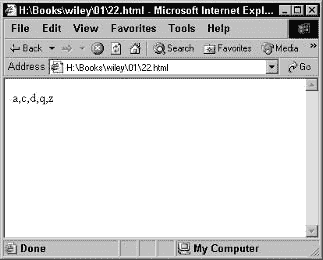 H:\Books\wiley\01\22.html - Microsoft Internet Expl...
File Edit View Favorites Tools Help
Back Search Favorites Media »
Address H:\Books\wiley\01\22.html Go
a,c,d,q,z
Done My Computer